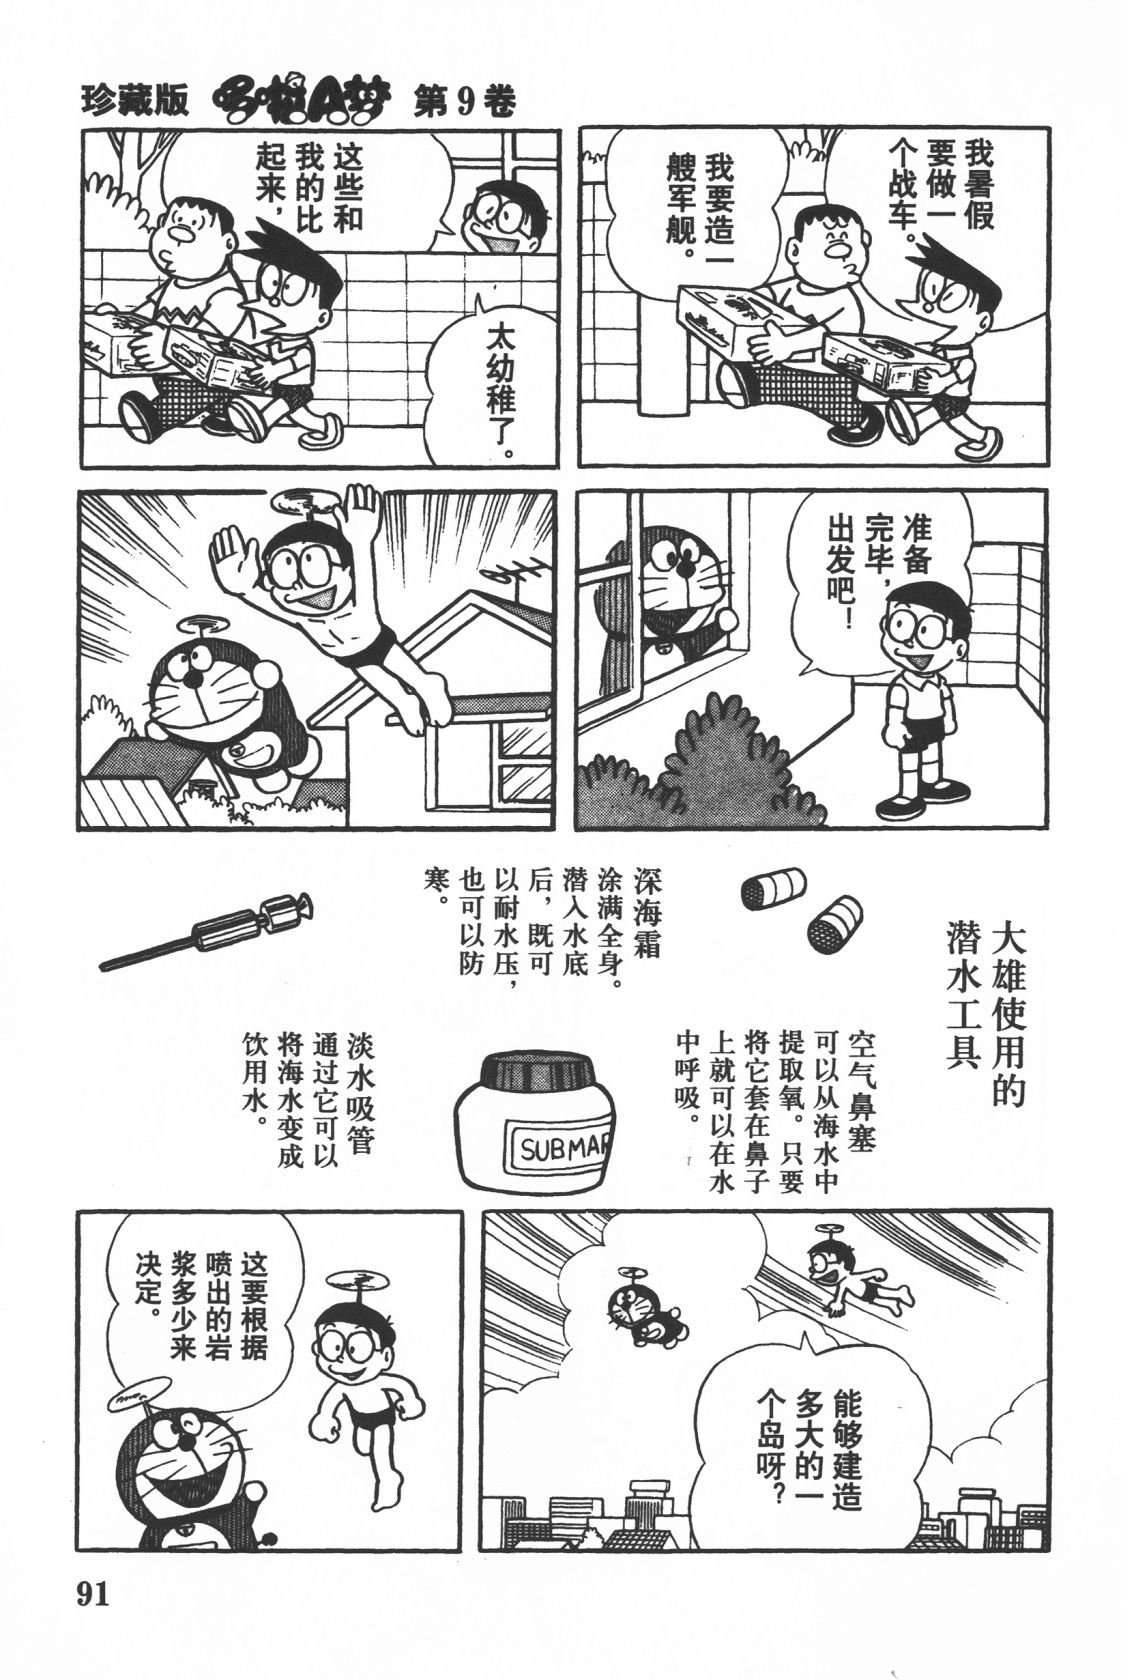 珍藏版 哆啦A梦 第9卷
我暑假
要做一
个战车。
我要造一
艘军舰。
这些和
我的比
起来，
太幼稚了。
准备
完毕，
出发吧！
大雄使用的
潜水工具
空气鼻塞
可以从海水中
提取氧。只要
将它套在鼻子
上就可以在水
中呼吸。
深海霜
涂满全身。
潜入水底
后，既可
以耐水压，
也可以防
寒。
SUBMAR
淡水吸管
通过它可以
将海水变成
饮用水。
能够建造
多大的一
个岛呀？
这要根据
喷出的岩
浆多少来
决定。
91